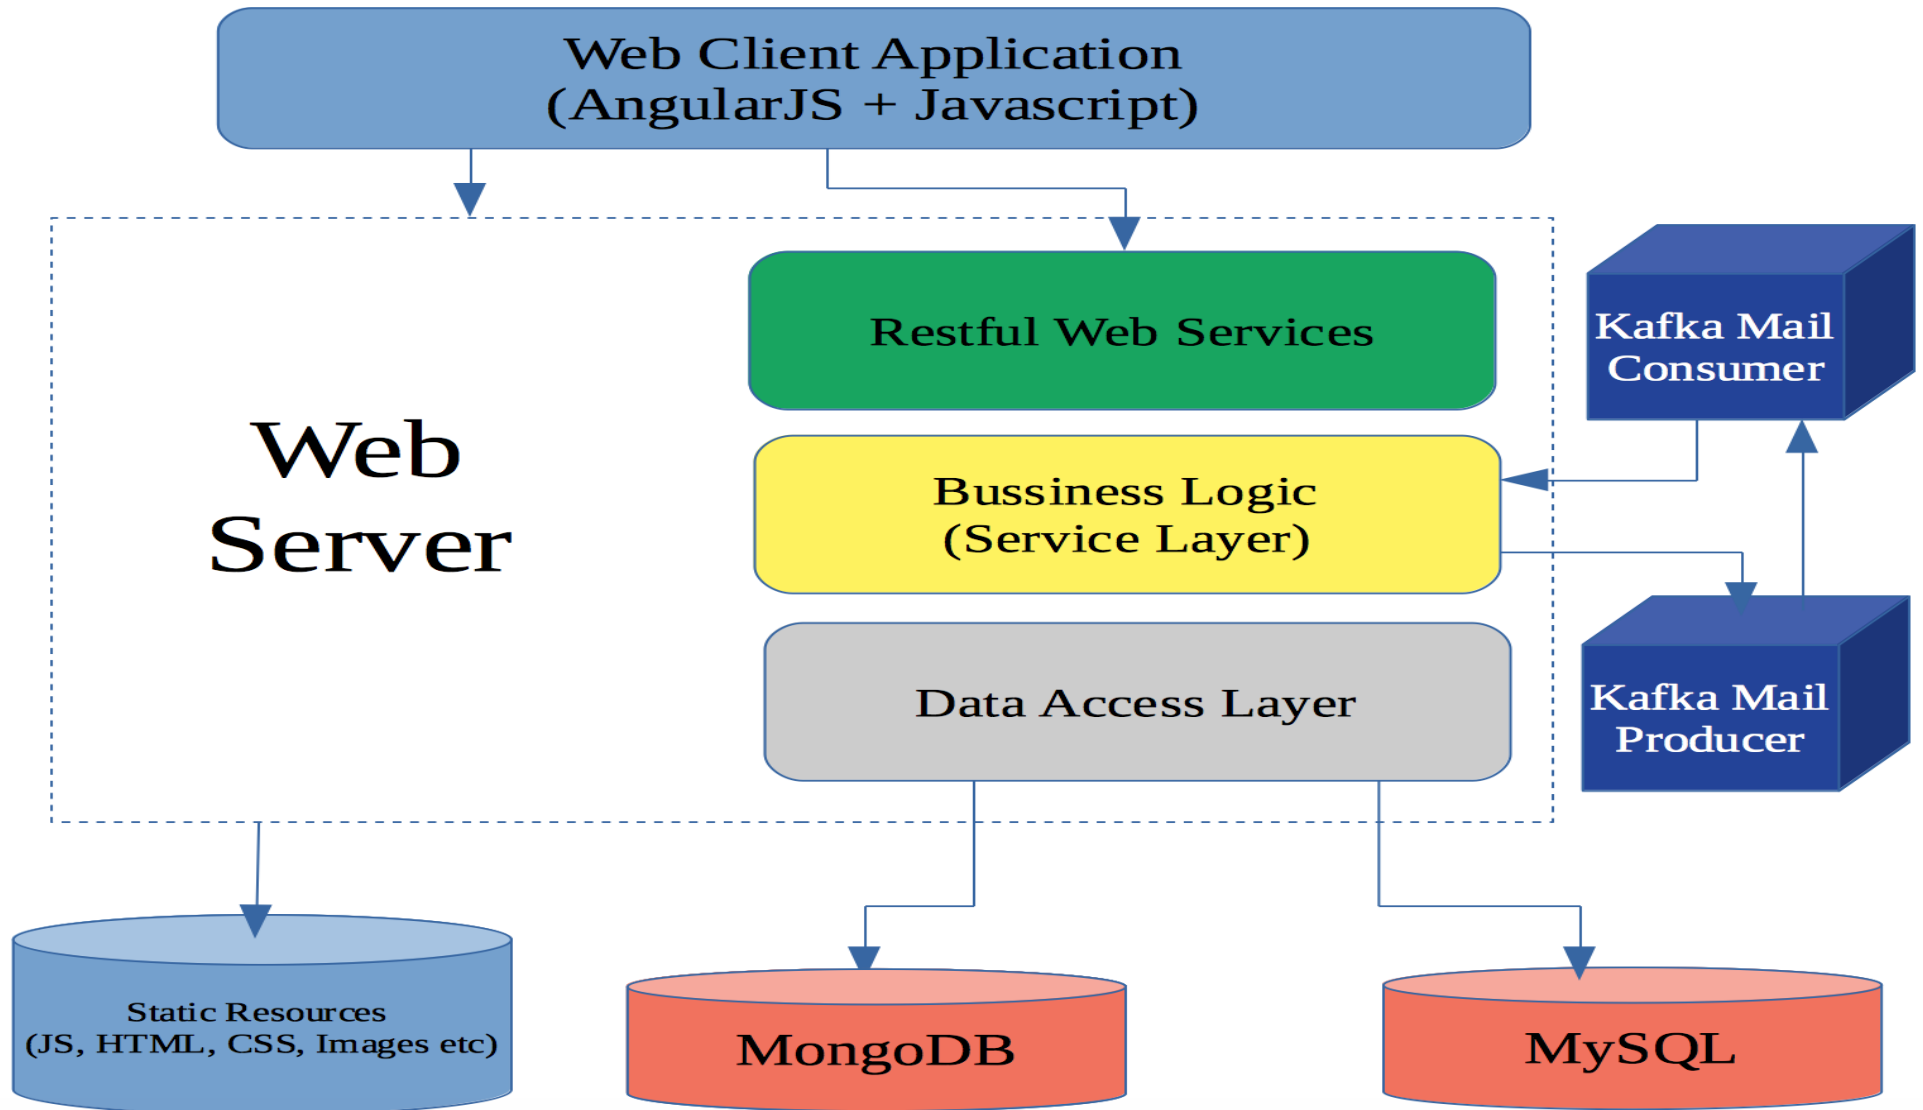 Web Client Application
(AngularJS + Javascript)
Restful Web Services
Kafka Mail
Consumer
Web
Server
Bussiness Logic
(Service Layer)
Data Access Layer
Kafka Mail
Producer
Static Resources
(JS, HTML, CSS, Images etc)
MongoDB
MySQL